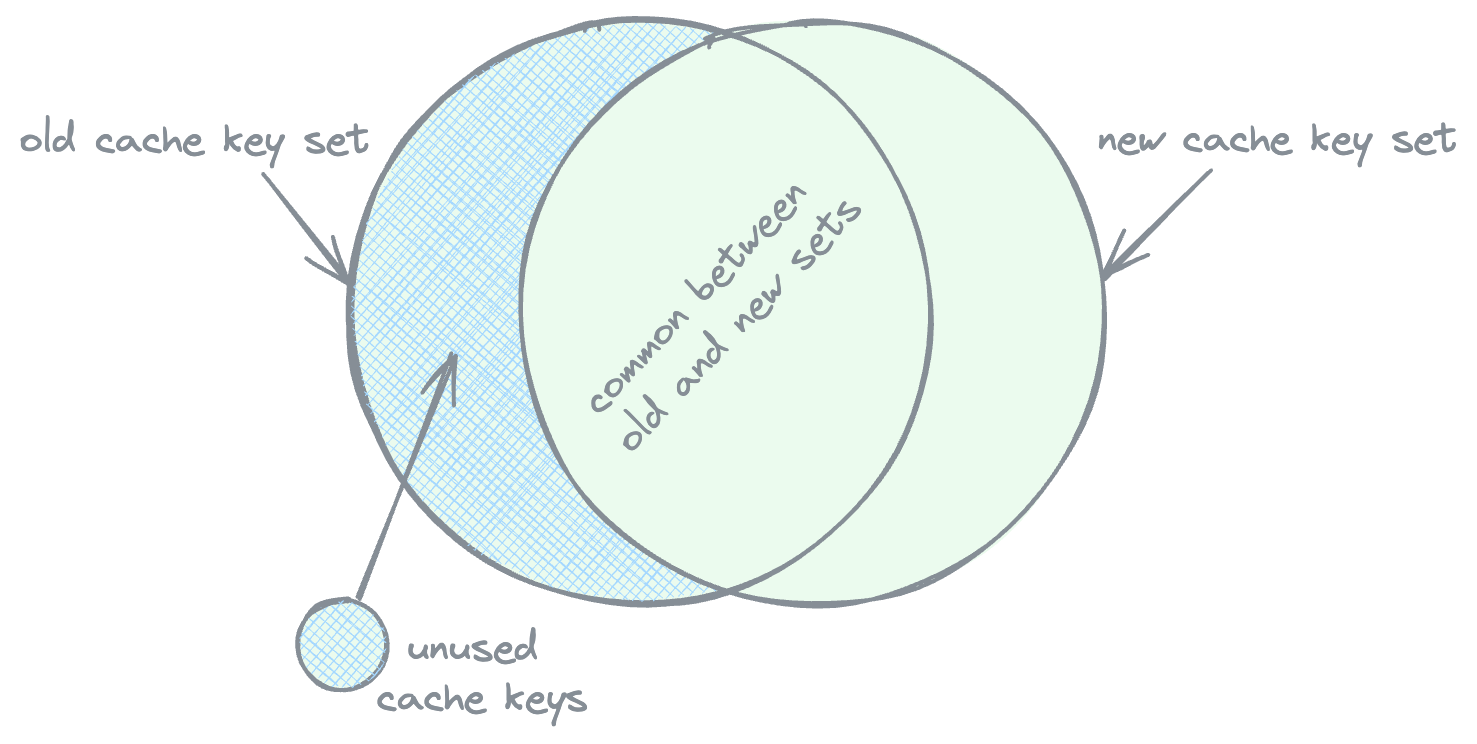 old cache key set
new cache key set
common between
old and new sets
unused
cache keys